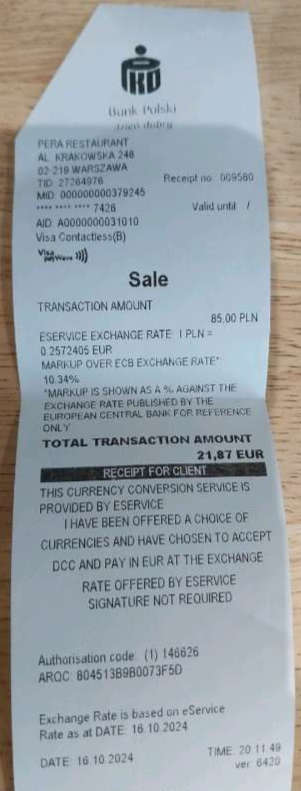 Bank Polski
dzień dobry
PERA RESTAURANT
AL. KRAKOWSKA 248
02-219 WARSZAWA
TID: 27264976 Receipt no: 009580
MID: 000000000379245
**** **** **** 7426 Valid until: /
AID: A0000000031010
Visa Contactless(B)
Visa payWave
Sale
TRANSACTION AMOUNT
85,00 PLN
ESERVICE EXCHANGE RATE: 1 PLN =
0.2572405 EUR
MARKUP OVER ECB EXCHANGE RATE*
10.34%
*MARKUP IS SHOWN AS A % AGAINST THE
EXCHANGE RATE PUBLISHED BY THE
EUROPEAN CENTRAL BANK FOR REFERENCE
ONLY
TOTAL TRANSACTION AMOUNT
21,87 EUR
RECEIPT FOR CLIENT
THIS CURRENCY CONVERSION SERVICE IS
PROVIDED BY ESERVICE
I HAVE BEEN OFFERED A CHOICE OF
CURRENCIES AND HAVE CHOSEN TO ACCEPT
DCC AND PAY IN EUR AT THE EXCHANGE
RATE OFFERED BY ESERVICE
SIGNATURE NOT REQUIRED
Authorisation code: (1) 146626
ARQC: 804513B9B0073F5D
Exchange Rate is based on eService
Rate as at DATE: 16.10.2024
DATE: 16.10.2024 TIME: 20:11:49
ver. 6420